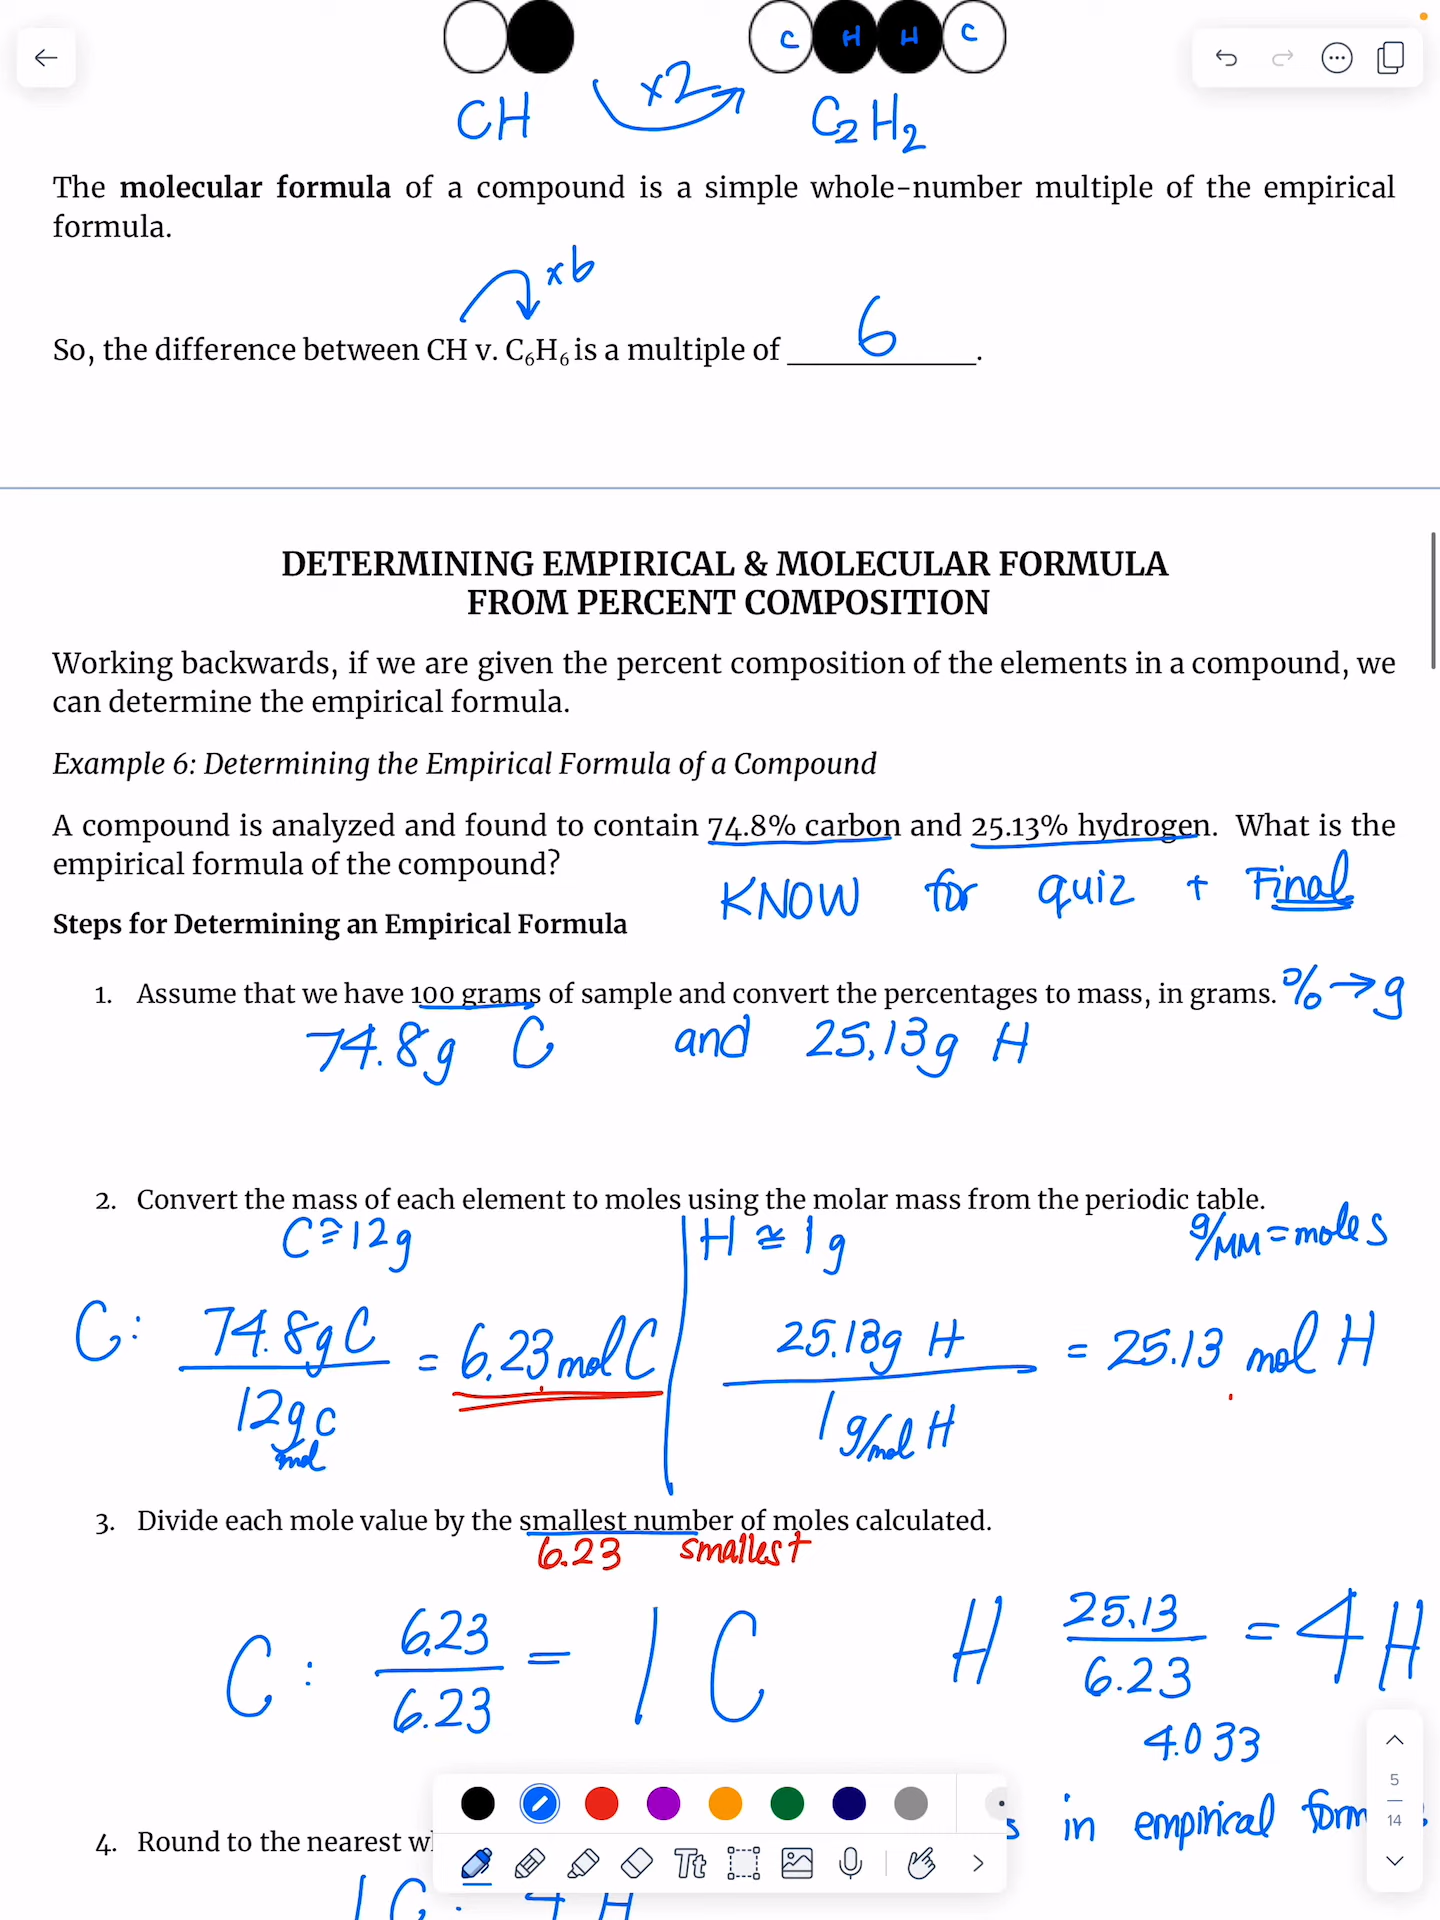 C H H C
CH x2 C2H2
The molecular formula of a compound is a simple whole-number multiple of the empirical
formula.
x6
So, the difference between CH v. C₆H₆ is a multiple of 6.
DETERMINING EMPIRICAL & MOLECULAR FORMULA
FROM PERCENT COMPOSITION
Working backwards, if we are given the percent composition of the elements in a compound, we
can determine the empirical formula.
Example 6: Determining the Empirical Formula of a Compound
A compound is analyzed and found to contain 74.8% carbon and 25.13% hydrogen. What is the
empirical formula of the compound?
KNOW for quiz + Final
Steps for Determining an Empirical Formula
1. Assume that we have 100 grams of sample and convert the percentages to mass, in grams. % → g
74.8g C and 25.13g H
2. Convert the mass of each element to moles using the molar mass from the periodic table.
C ≅ 12g H ≅ 1g g/MM = moles
C: 74.8g C = 6.23 mol C 25.13g H = 25.13 mol H
12g C 1 g/mol H
mol
3. Divide each mole value by the smallest number of moles calculated.
6.23 smallest
C: 6.23 = 1 C H 25.13 = 4 H
6.23 6.23
4.033
in empirical form
4. Round to the nearest
1 C : 4 H
Tt
5
14